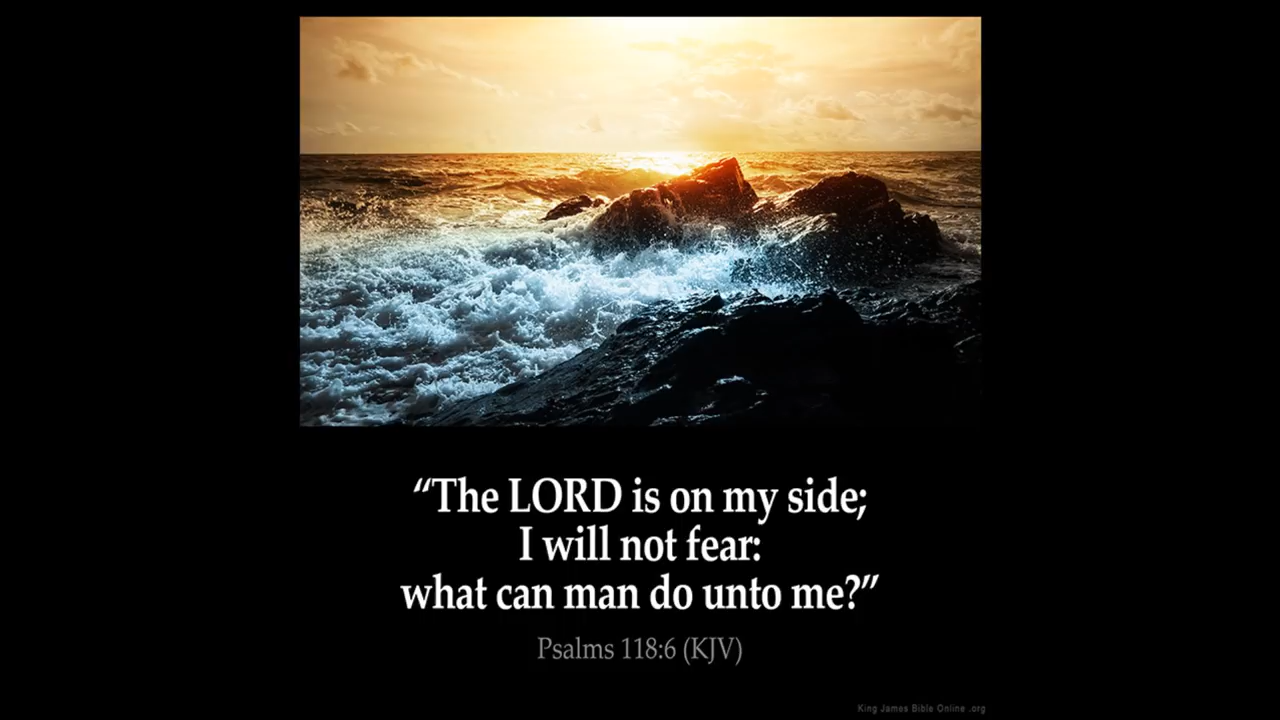 “The LORD is on my side;
I will not fear:
what can man do unto me?”
Psalms 118:6 (KJV)
King James Bible Online .org